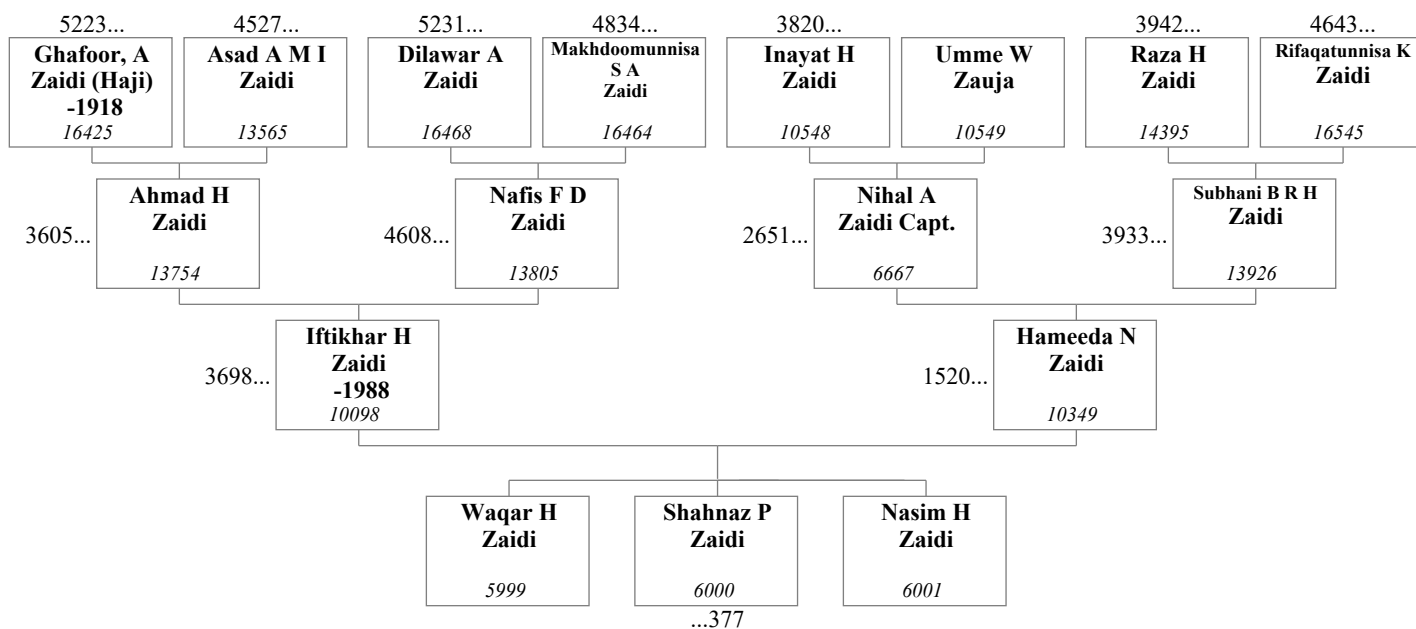 5223...
4527...
5231...
4834...
3820...
3942...
4643...
Ghafoor, A
Zaidi (Haji)
-1918
16425
Asad A M I
Zaidi
13565
Dilawar A
Zaidi
16468
Makhdoomunnisa
S A
Zaidi
16464
Inayat H
Zaidi
10548
Umme W
Zauja
10549
Raza H
Zaidi
14395
Rifaqatunnisa K
Zaidi
16545
3605...
Ahmad H
Zaidi
13754
4608...
Nafis F D
Zaidi
13805
2651...
Nihal A
Zaidi Capt.
6667
3933...
Subhani B R H
Zaidi
13926
3698...
Iftikhar H
Zaidi
-1988
10098
1520...
Hameeda N
Zaidi
10349
Waqar H
Zaidi
5999
Shahnaz P
Zaidi
6000
Nasim H
Zaidi
6001
...377